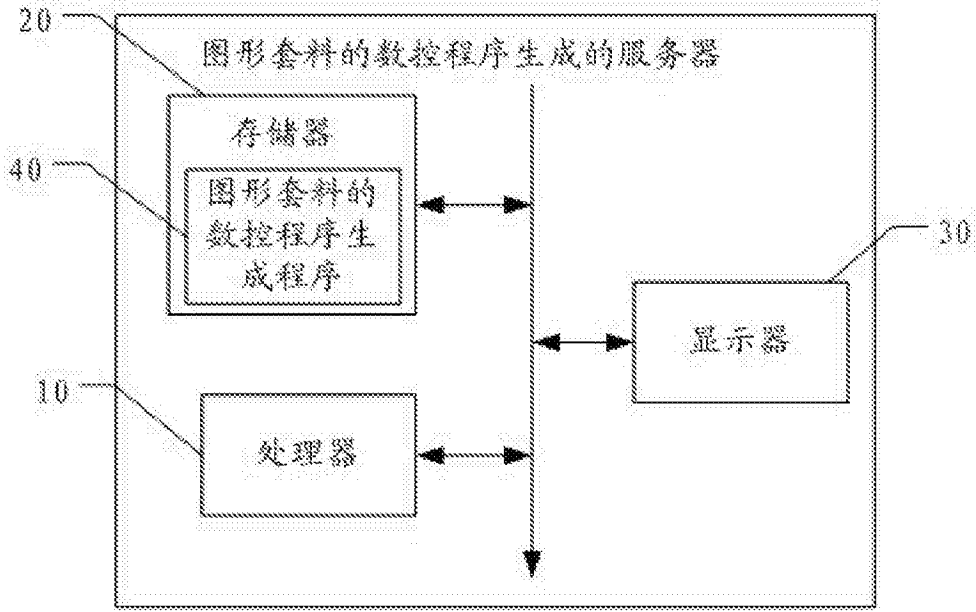 20
图形套料的数控程序生成的服务器
存储器
40
图形套料的
数控程序生
成程序
30
显示器
10
处理器